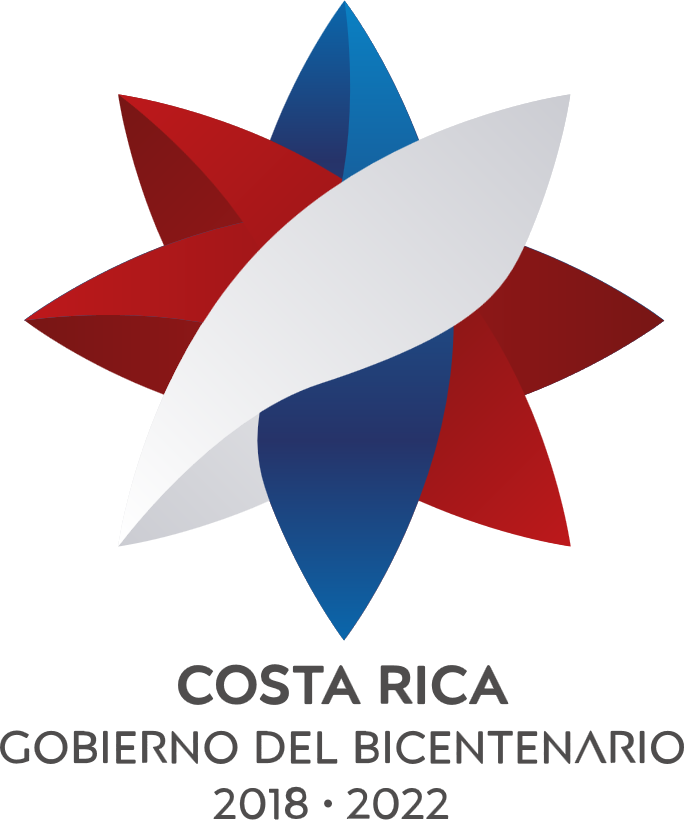 COSTA RICA
GOBIERNO DEL BICENTENARIO
2018 · 2022